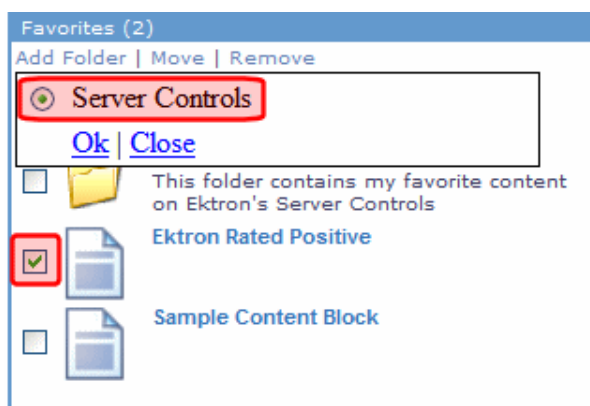 Favorites (2)
Add Folder | Move | Remove
Server Controls
Ok | Close
This folder contains my favorite content
on Ektron's Server Controls
Ektron Rated Positive
Sample Content Block